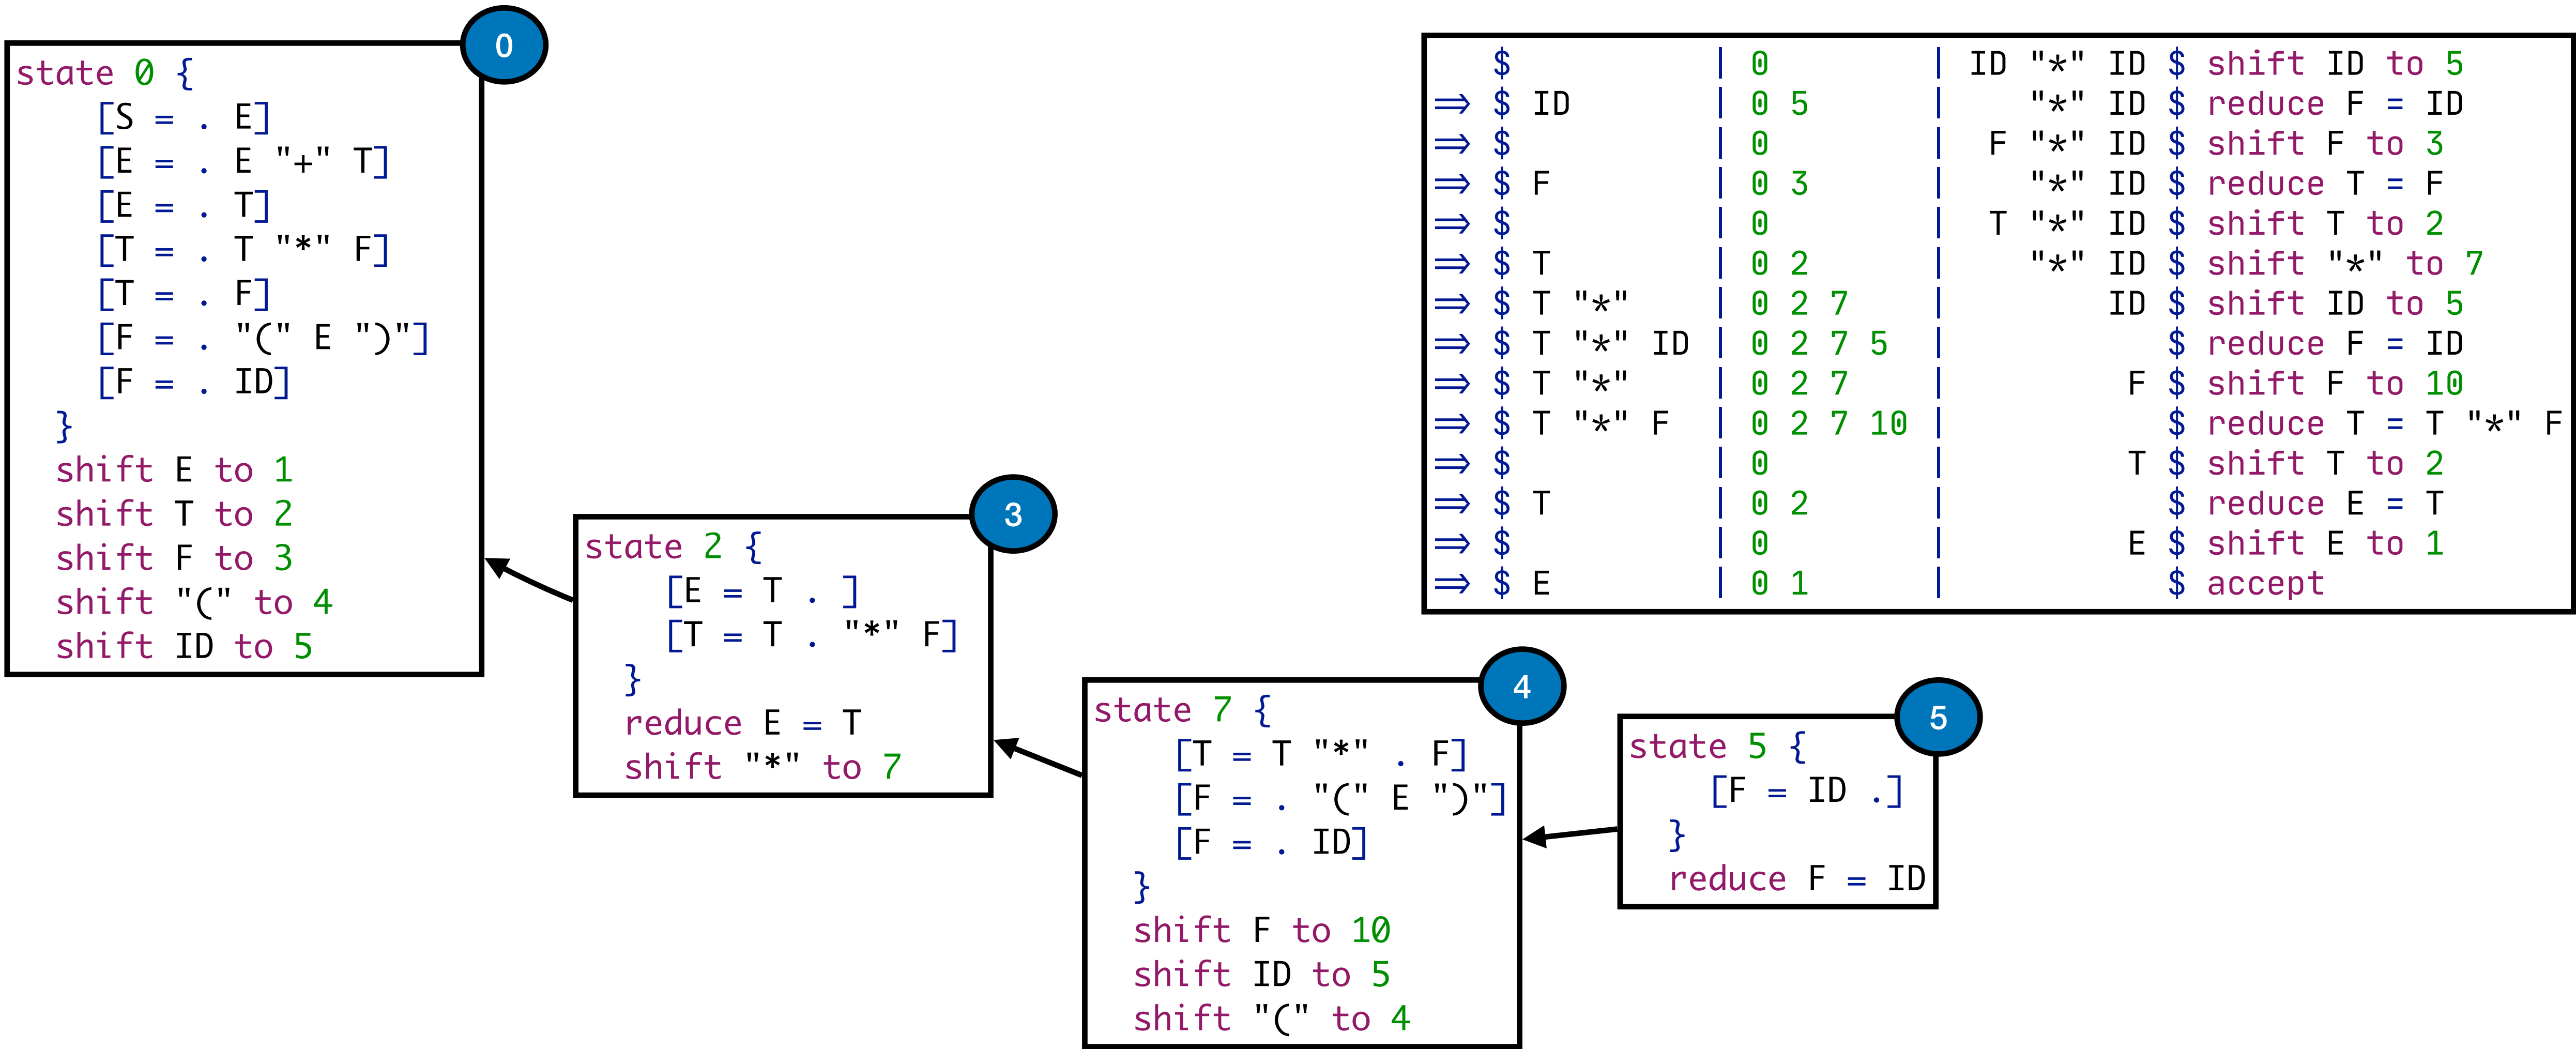 0
state 0 {
[S = . E]
[E = . E "+" T]
[E = . T]
[T = . T "*" F]
[T = . F]
[F = . "(" E ")"]
[F = . ID]
}
shift E to 1
shift T to 2
shift F to 3
shift "(" to 4
shift ID to 5
3
state 2 {
[E = T . ]
[T = T . "*" F]
}
reduce E = T
shift "*" to 7
4
state 7 {
[T = T "*" . F]
[F = . "(" E ")"]
[F = . ID]
}
shift F to 10
shift ID to 5
shift "(" to 4
5
state 5 {
[F = ID .]
}
reduce F = ID
$ | 0 | ID "*" ID $ shift ID to 5
⇒ $ ID | 0 5 | "*" ID $ reduce F = ID
⇒ $ | 0 | F "*" ID $ shift F to 3
⇒ $ F | 0 3 | "*" ID $ reduce T = F
⇒ $ | 0 | T "*" ID $ shift T to 2
⇒ $ T | 0 2 | "*" ID $ shift "*" to 7
⇒ $ T "*" | 0 2 7 | ID $ shift ID to 5
⇒ $ T "*" ID | 0 2 7 5 | $ reduce F = ID
⇒ $ T "*" | 0 2 7 | F $ shift F to 10
⇒ $ T "*" F | 0 2 7 10 | $ reduce T = T "*" F
⇒ $ | 0 | T $ shift T to 2
⇒ $ T | 0 2 | $ reduce E = T
⇒ $ | 0 | E $ shift E to 1
⇒ $ E | 0 1 | $ accept